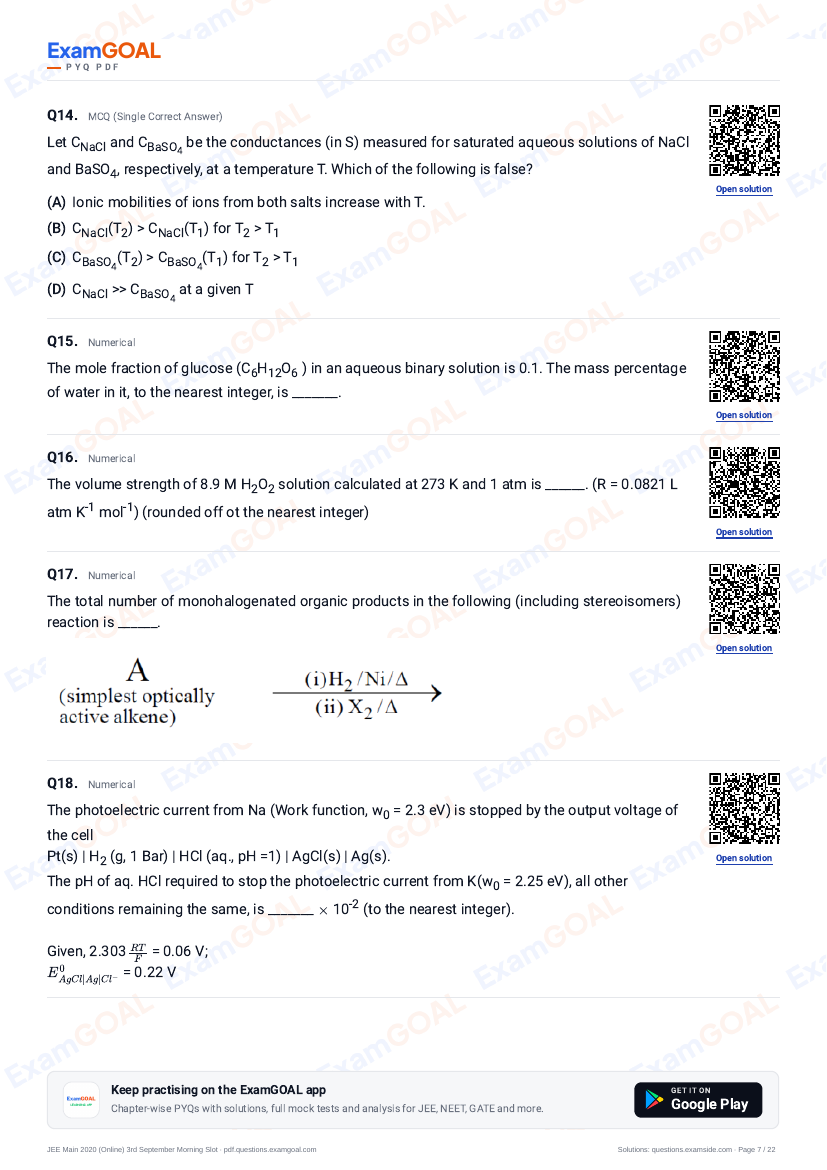 ExamGOAL
PYQ PDF
Q14. MCQ (Single Correct Answer)
Let C_NaCl and C_BaSO₄ be the conductances (in S) measured for saturated aqueous solutions of NaCl
and BaSO₄, respectively, at a temperature T. Which of the following is false?
Open solution
(A) Ionic mobilities of ions from both salts increase with T.
(B) C_NaCl(T₂) > C_NaCl(T₁) for T₂ > T₁
(C) C_BaSO₄(T₂) > C_BaSO₄(T₁) for T₂ > T₁
(D) C_NaCl >> C_BaSO₄ at a given T
Q15. Numerical
The mole fraction of glucose (C₆H₁₂O₆ ) in an aqueous binary solution is 0.1. The mass percentage
of water in it, to the nearest integer, is ______.
Open solution
Q16. Numerical
The volume strength of 8.9 M H₂O₂ solution calculated at 273 K and 1 atm is ______. (R = 0.0821 L
atm K⁻¹ mol⁻¹) (rounded off ot the nearest integer)
Open solution
Q17. Numerical
The total number of monohalogenated organic products in the following (including stereoisomers)
reaction is ______.
Open solution
A
(simplest optically
active alkene)
(i)H₂/Ni/Δ
(ii) X₂/Δ
Q18. Numerical
The photoelectric current from Na (Work function, w₀ = 2.3 eV) is stopped by the output voltage of
the cell
Pt(s) | H₂ (g, 1 Bar) | HCl (aq., pH =1) | AgCl(s) | Ag(s).
Open solution
The pH of aq. HCl required to stop the photoelectric current from K(w₀ = 2.25 eV), all other
conditions remaining the same, is ______ × 10⁻² (to the nearest integer).
Given, 2.303 RT/F = 0.06 V;
E⁰_AgCl|Ag|Cl⁻ = 0.22 V
Keep practising on the ExamGOAL app
Chapter-wise PYQs with solutions, full mock tests and analysis for JEE, NEET, GATE and more.
GET IT ON
Google Play
JEE Main 2020 (Online) 3rd September Morning Slot · pdf.questions.examgoal.com
Solutions: questions.examside.com · Page 7 / 22